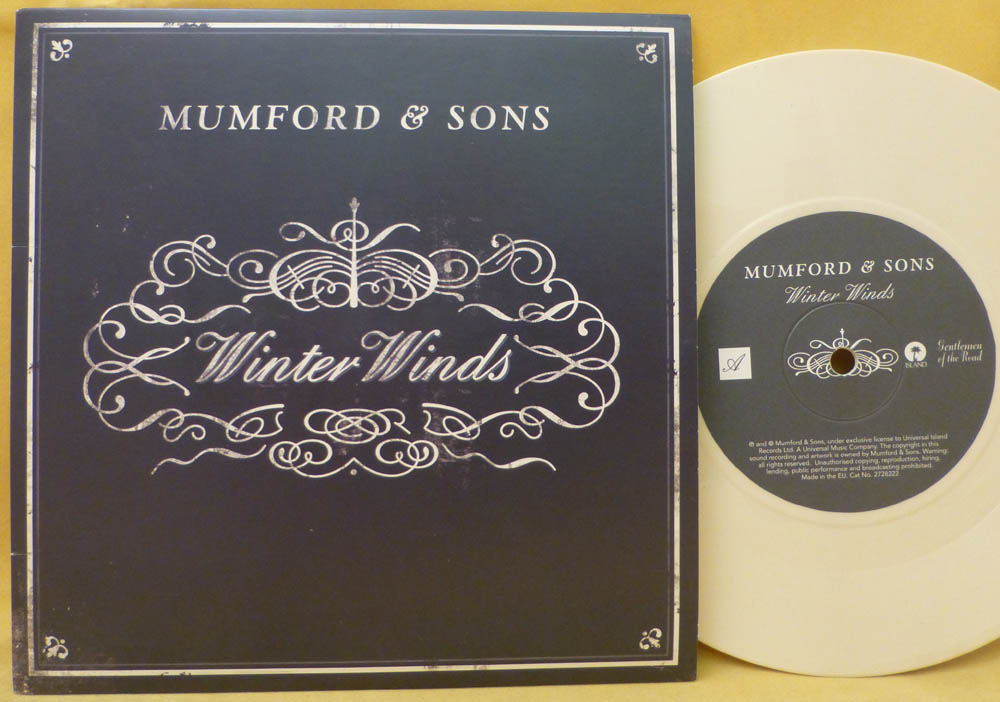 MUMFORD & SONS
Winter Winds
MUMFORD & SONS
Winter Winds
A
ISLAND
Gentlemen
of the Road
℗ and © Mumford & Sons, under exclusive license to Universal Island
Records Ltd. A Universal Music Company. The copyright in this
sound recording and artwork is owned by Mumford & Sons. Warning:
all rights reserved. Unauthorised copying, reproduction, hiring,
lending, public performance and broadcasting prohibited.
Made in the EU. Cat No. 2728322